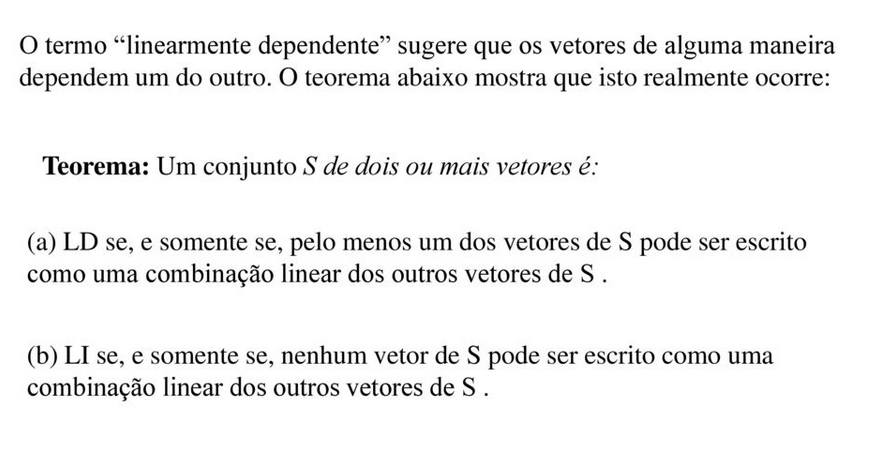 O termo “linearmente dependente” sugere que os vetores de alguma maneira
dependem um do outro. O teorema abaixo mostra que isto realmente ocorre:
Teorema: Um conjunto S de dois ou mais vetores é:
(a) LD se, e somente se, pelo menos um dos vetores de S pode ser escrito
como uma combinação linear dos outros vetores de S .
(b) LI se, e somente se, nenhum vetor de S pode ser escrito como uma
combinação linear dos outros vetores de S .